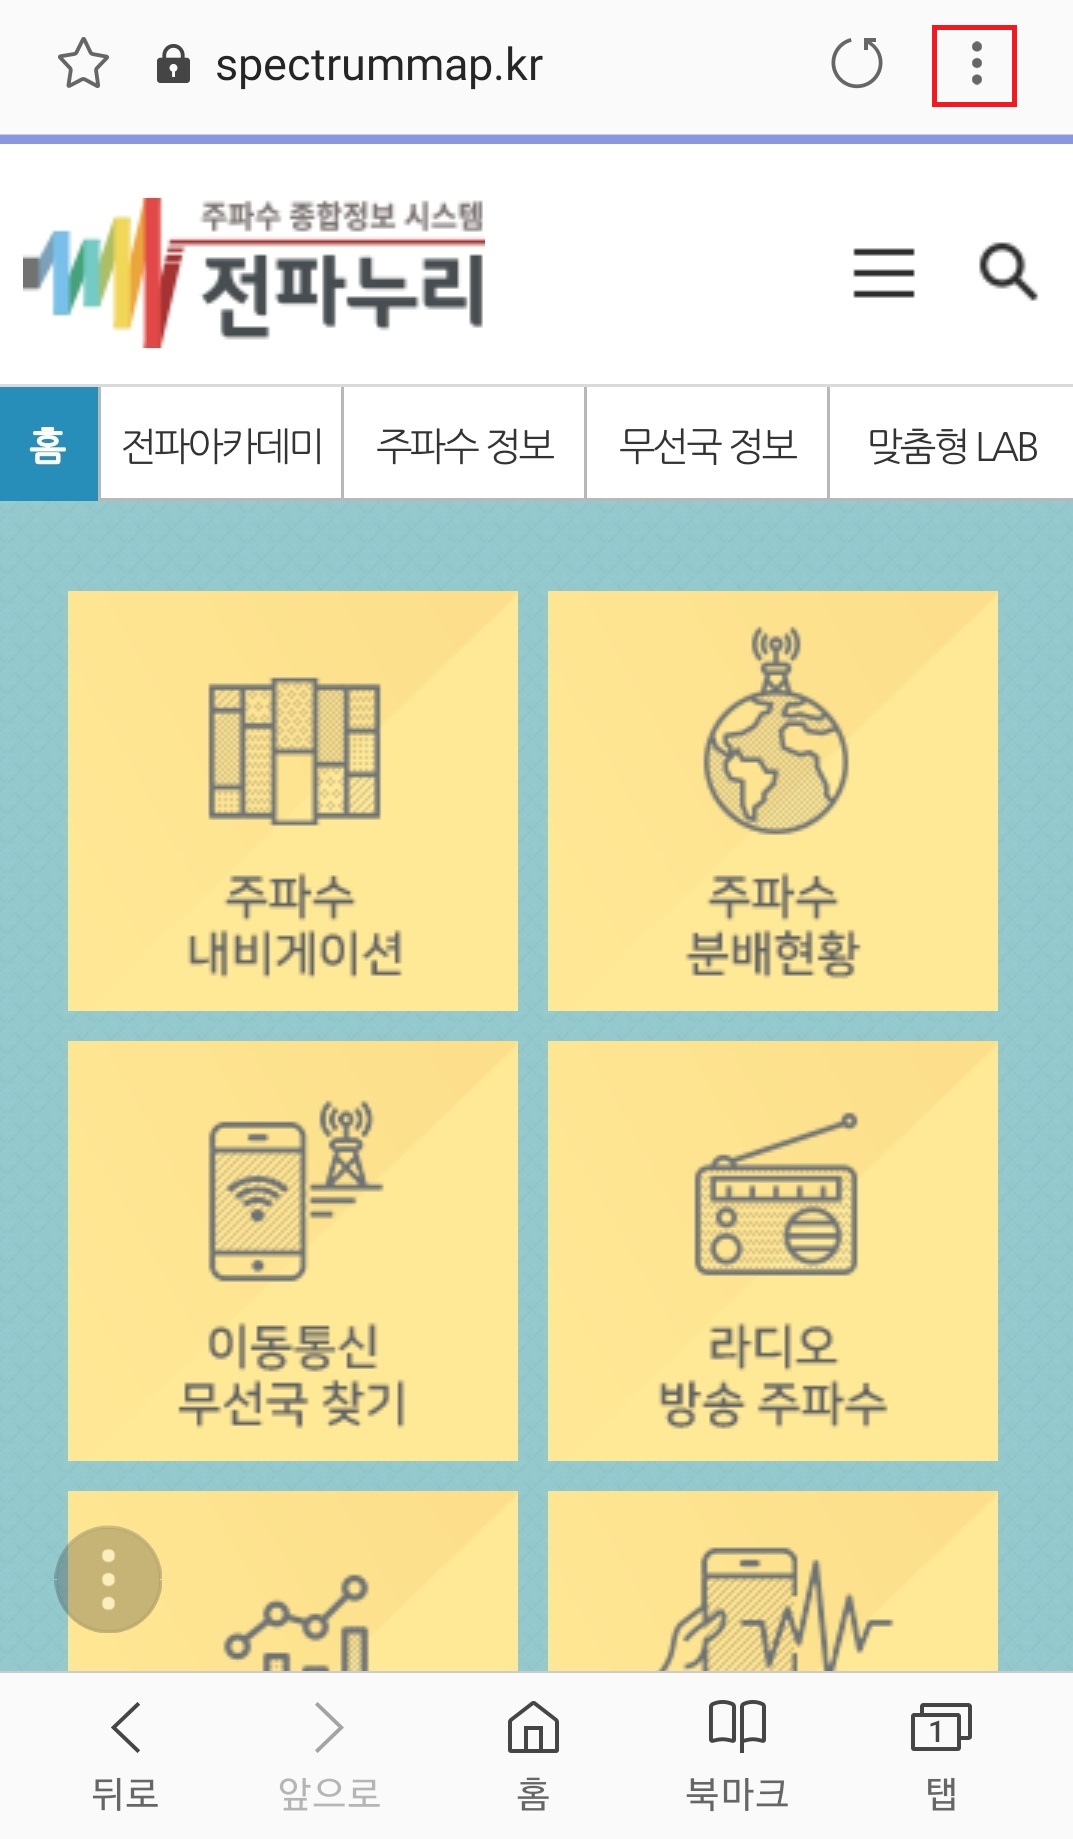 spectrummap.kr
주파수 종합정보 시스템
전파누리
홈
전파아카데미
주파수 정보
무선국 정보
맞춤형 LAB
주파수
내비게이션
주파수
분배현황
이동통신
무선국 찾기
라디오
방송 주파수
뒤로
앞으로
홈
북마크
1
탭